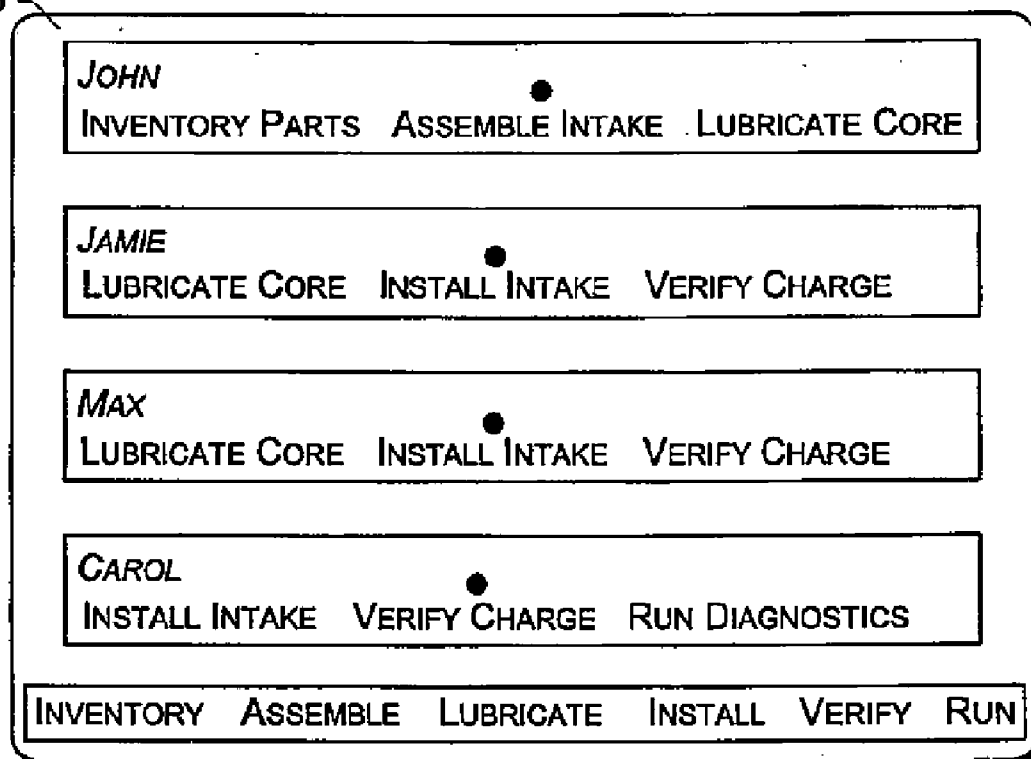 JOHN
INVENTORY PARTS ASSEMBLE INTAKE LUBRICATE CORE
JAMIE
LUBRICATE CORE INSTALL INTAKE VERIFY CHARGE
MAX
LUBRICATE CORE INSTALL INTAKE VERIFY CHARGE
CAROL
INSTALL INTAKE VERIFY CHARGE RUN DIAGNOSTICS
INVENTORY ASSEMBLE LUBRICATE INSTALL VERIFY RUN